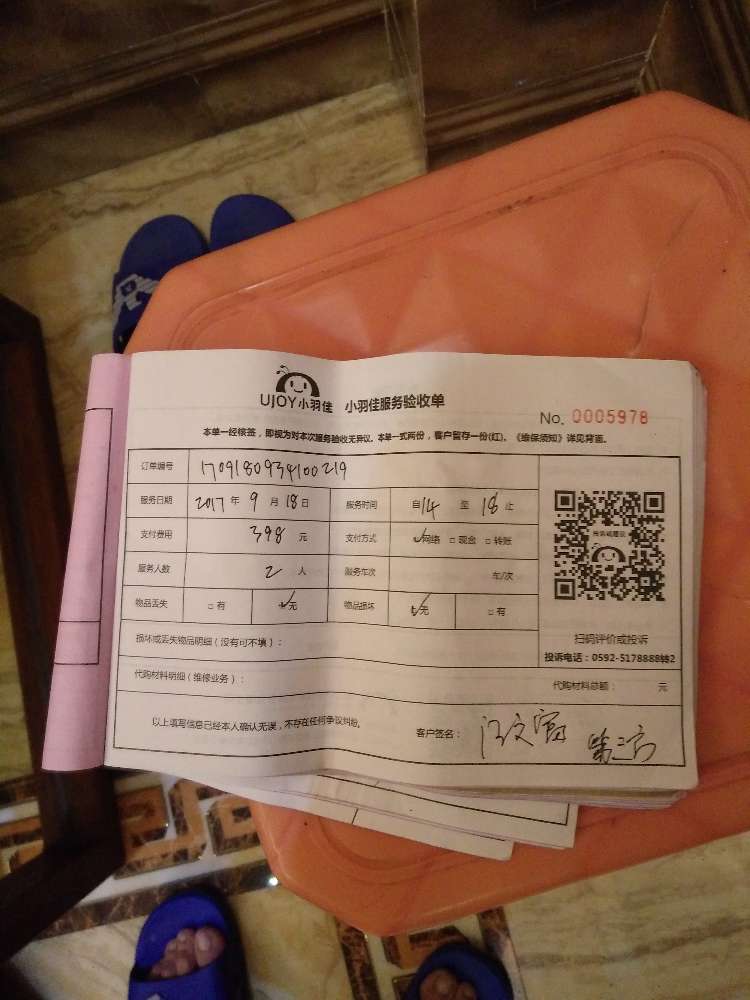 UJOY小羽佳 小羽佳服务验收单
No. 0005978
本单一经核签，即视为对本次服务验收无异议。本单一式两份，客户留存一份(红)。《维保须知》详见背面。
订单编号 1709180934100219
服务日期 2017 年 9 月 18 日 服务时间 自 14 至 18 止
支付费用 398 元 支付方式 ✓网络 □现金 □转账
服务人数 2 人 服务车次 车/次
物品丢失 □有 ✓无 物品损坏 ✓无 □有
扫码评价或投诉
投诉电话：0592-5178888转2
损坏或丢失物品明细（没有可不填）：
代购材料明细（维修业务）： 代购材料总额： 元
以上填写信息已经本人确认无误，不存在任何争议纠纷。 客户签名：